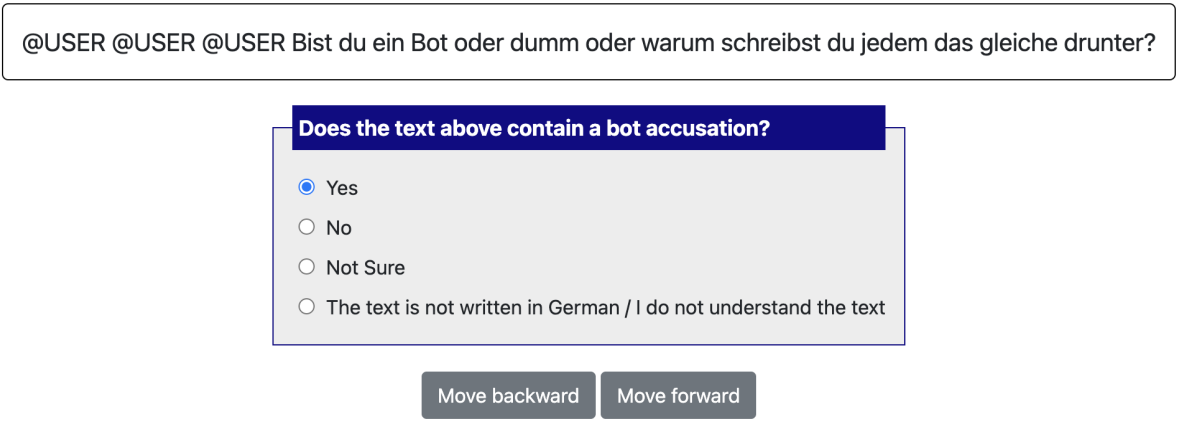 @USER @USER @USER Bist du ein Bot oder dumm oder warum schreibst du jedem das gleiche drunter?
Does the text above contain a bot accusation?
Yes
No
Not Sure
The text is not written in German / I do not understand the text
Move backward Move forward